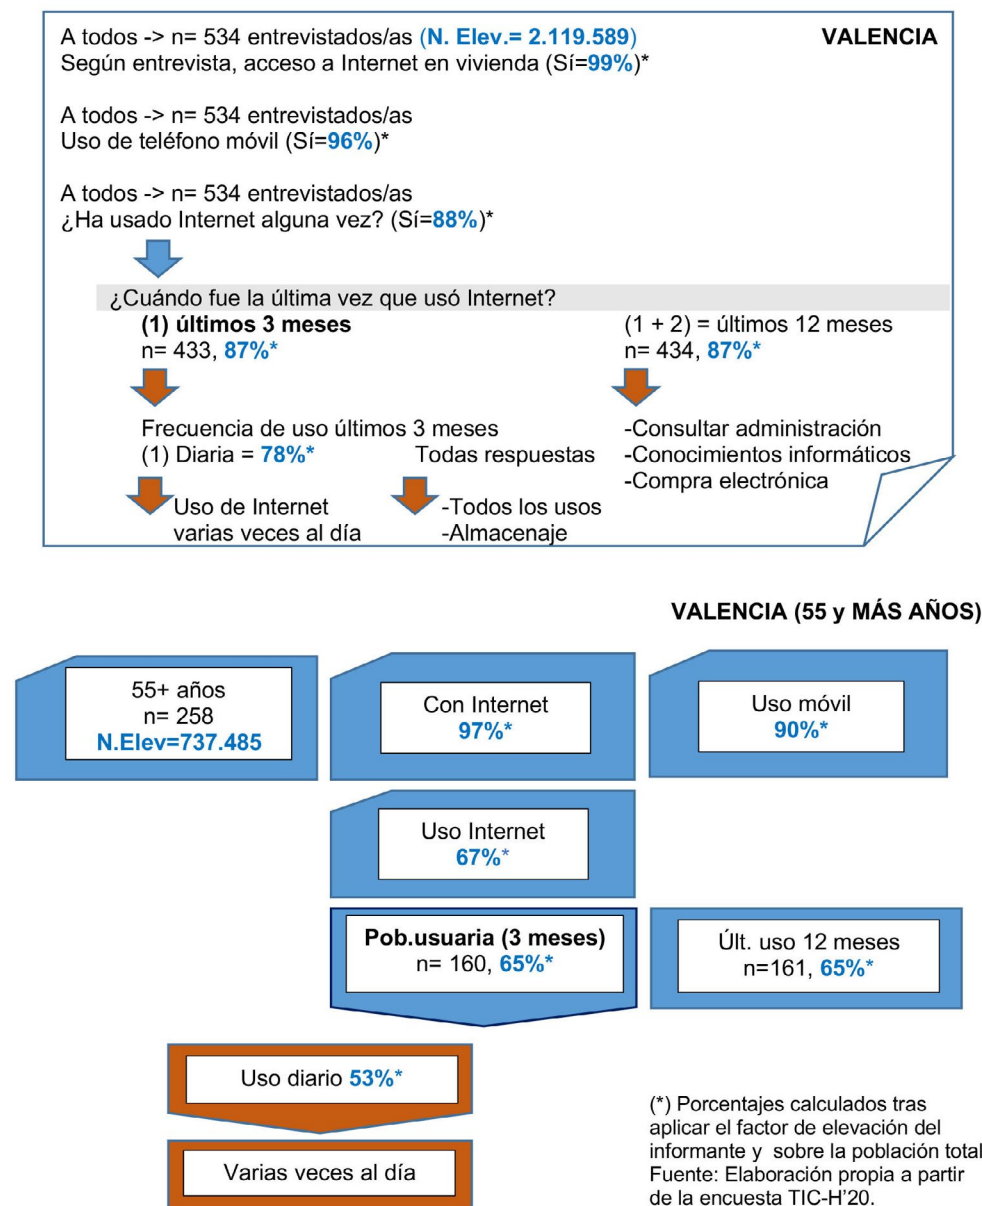 A todos -> n= 534 entrevistados/as (N. Elev.= 2.119.589)
VALENCIA
Según entrevista, acceso a Internet en vivienda (Sí=99%)*
A todos -> n= 534 entrevistados/as
Uso de teléfono móvil (Sí=96%)*
A todos -> n= 534 entrevistados/as
¿Ha usado Internet alguna vez? (Sí=88%)*
¿Cuándo fue la última vez que usó Internet?
(1) últimos 3 meses
n= 433, 87%*
(1 + 2) = últimos 12 meses
n= 434, 87%*
Frecuencia de uso últimos 3 meses
(1) Diaria = 78%*
Todas respuestas
-Consultar administración
-Conocimientos informáticos
-Compra electrónica
Uso de Internet
varias veces al día
-Todos los usos
-Almacenaje
VALENCIA (55 y MÁS AÑOS)
55+ años
n= 258
N.Elev=737.485
Con Internet
97%*
Uso móvil
90%*
Uso Internet
67%*
Pob.usuaria (3 meses)
n= 160, 65%*
Últ. uso 12 meses
n=161, 65%*
Uso diario 53%*
Varias veces al día
(*) Porcentajes calculados tras
aplicar el factor de elevación del
informante y sobre la población total
Fuente: Elaboración propia a partir
de la encuesta TIC-H'20.